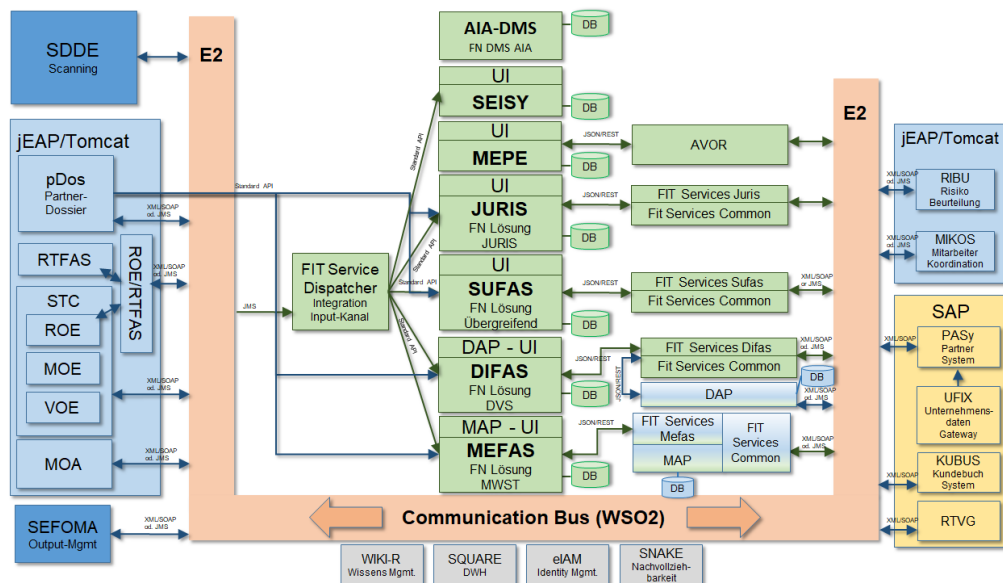 SDDE
Scanning
E2
AIA-DMS
FN DMS AIA
DB
UI
SEISY
DB
UI
MEPE
DB
JSON/REST
AVOR
E2
jEAP/Tomcat
pDos
Partner-
Dossier
Standard API
Standard API
XML/SOAP
od. JMS
RTFAS
ROE/RTFAS
XML/SOAP
od. JMS
STC
ROE
MOE
VOE
XML/SOAP
od. JMS
MOA
XML/SOAP
od. JMS
SEFOMA
Output-Mgmt
XML/SOAP
od. JMS
JMS
FIT Service
Dispatcher
Integration
Input-Kanal
Standard API
Standard API
Standard API
Standard API
UI
JURIS
FN Lösung
JURIS
DB
JSON/REST
FIT Services Juris
Fit Services Common
UI
SUFAS
FN Lösung
Übergreifend
DB
JSON/REST
FIT Services Sufas
Fit Services Common
XML/SOAP
or JMS
DAP - UI
DIFAS
FN Lösung
DVS
DB
JSON/REST
JSON/REST
FIT Services Difas
Fit Services Common
XML/SOAP
od. JMS
DB
DAP
XML/SOAP
od. JMS
MAP - UI
MEFAS
FN Lösung
MWST
DB
JSON/REST
FIT Services
Mefas
MAP
FIT
Services
Common
DB
XML/SOAP
od. JMS
jEAP/Tomcat
XML/SOAP
od. JMS
RIBU
Risiko
Beurteilung
XML/SOAP
od. JMS
MIKOS
Mitarbeiter
Koordination
SAP
XML/SOAP
PASy
Partner
System
UFIX
Unternehmens-
daten
Gateway
XML/SOAP
od. JMS
KUBUS
Kundebuch
System
XML/SOAP
od. JMS
RTVG
Communication Bus (WSO2)
WIKI-R
Wissens Mgmt.
SQUARE
DWH
eIAM
Identity Mgmt.
SNAKE
Nachvollzieh-
barkeit